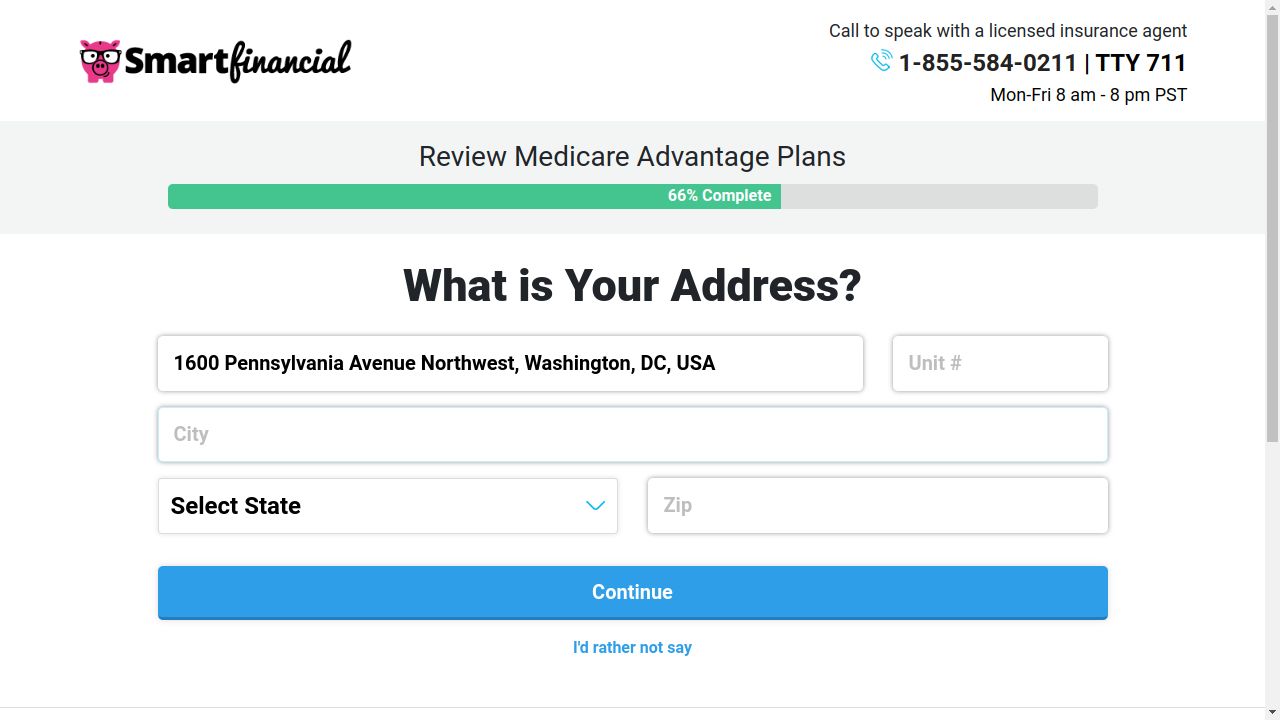 Smartfinancial
Call to speak with a licensed insurance agent
1-855-584-0211 | TTY 711
Mon-Fri 8 am - 8 pm PST
Review Medicare Advantage Plans
66% Complete
What is Your Address?
1600 Pennsylvania Avenue Northwest, Washington, DC, USA
Unit #
City
Select State
Zip
Continue
I'd rather not say